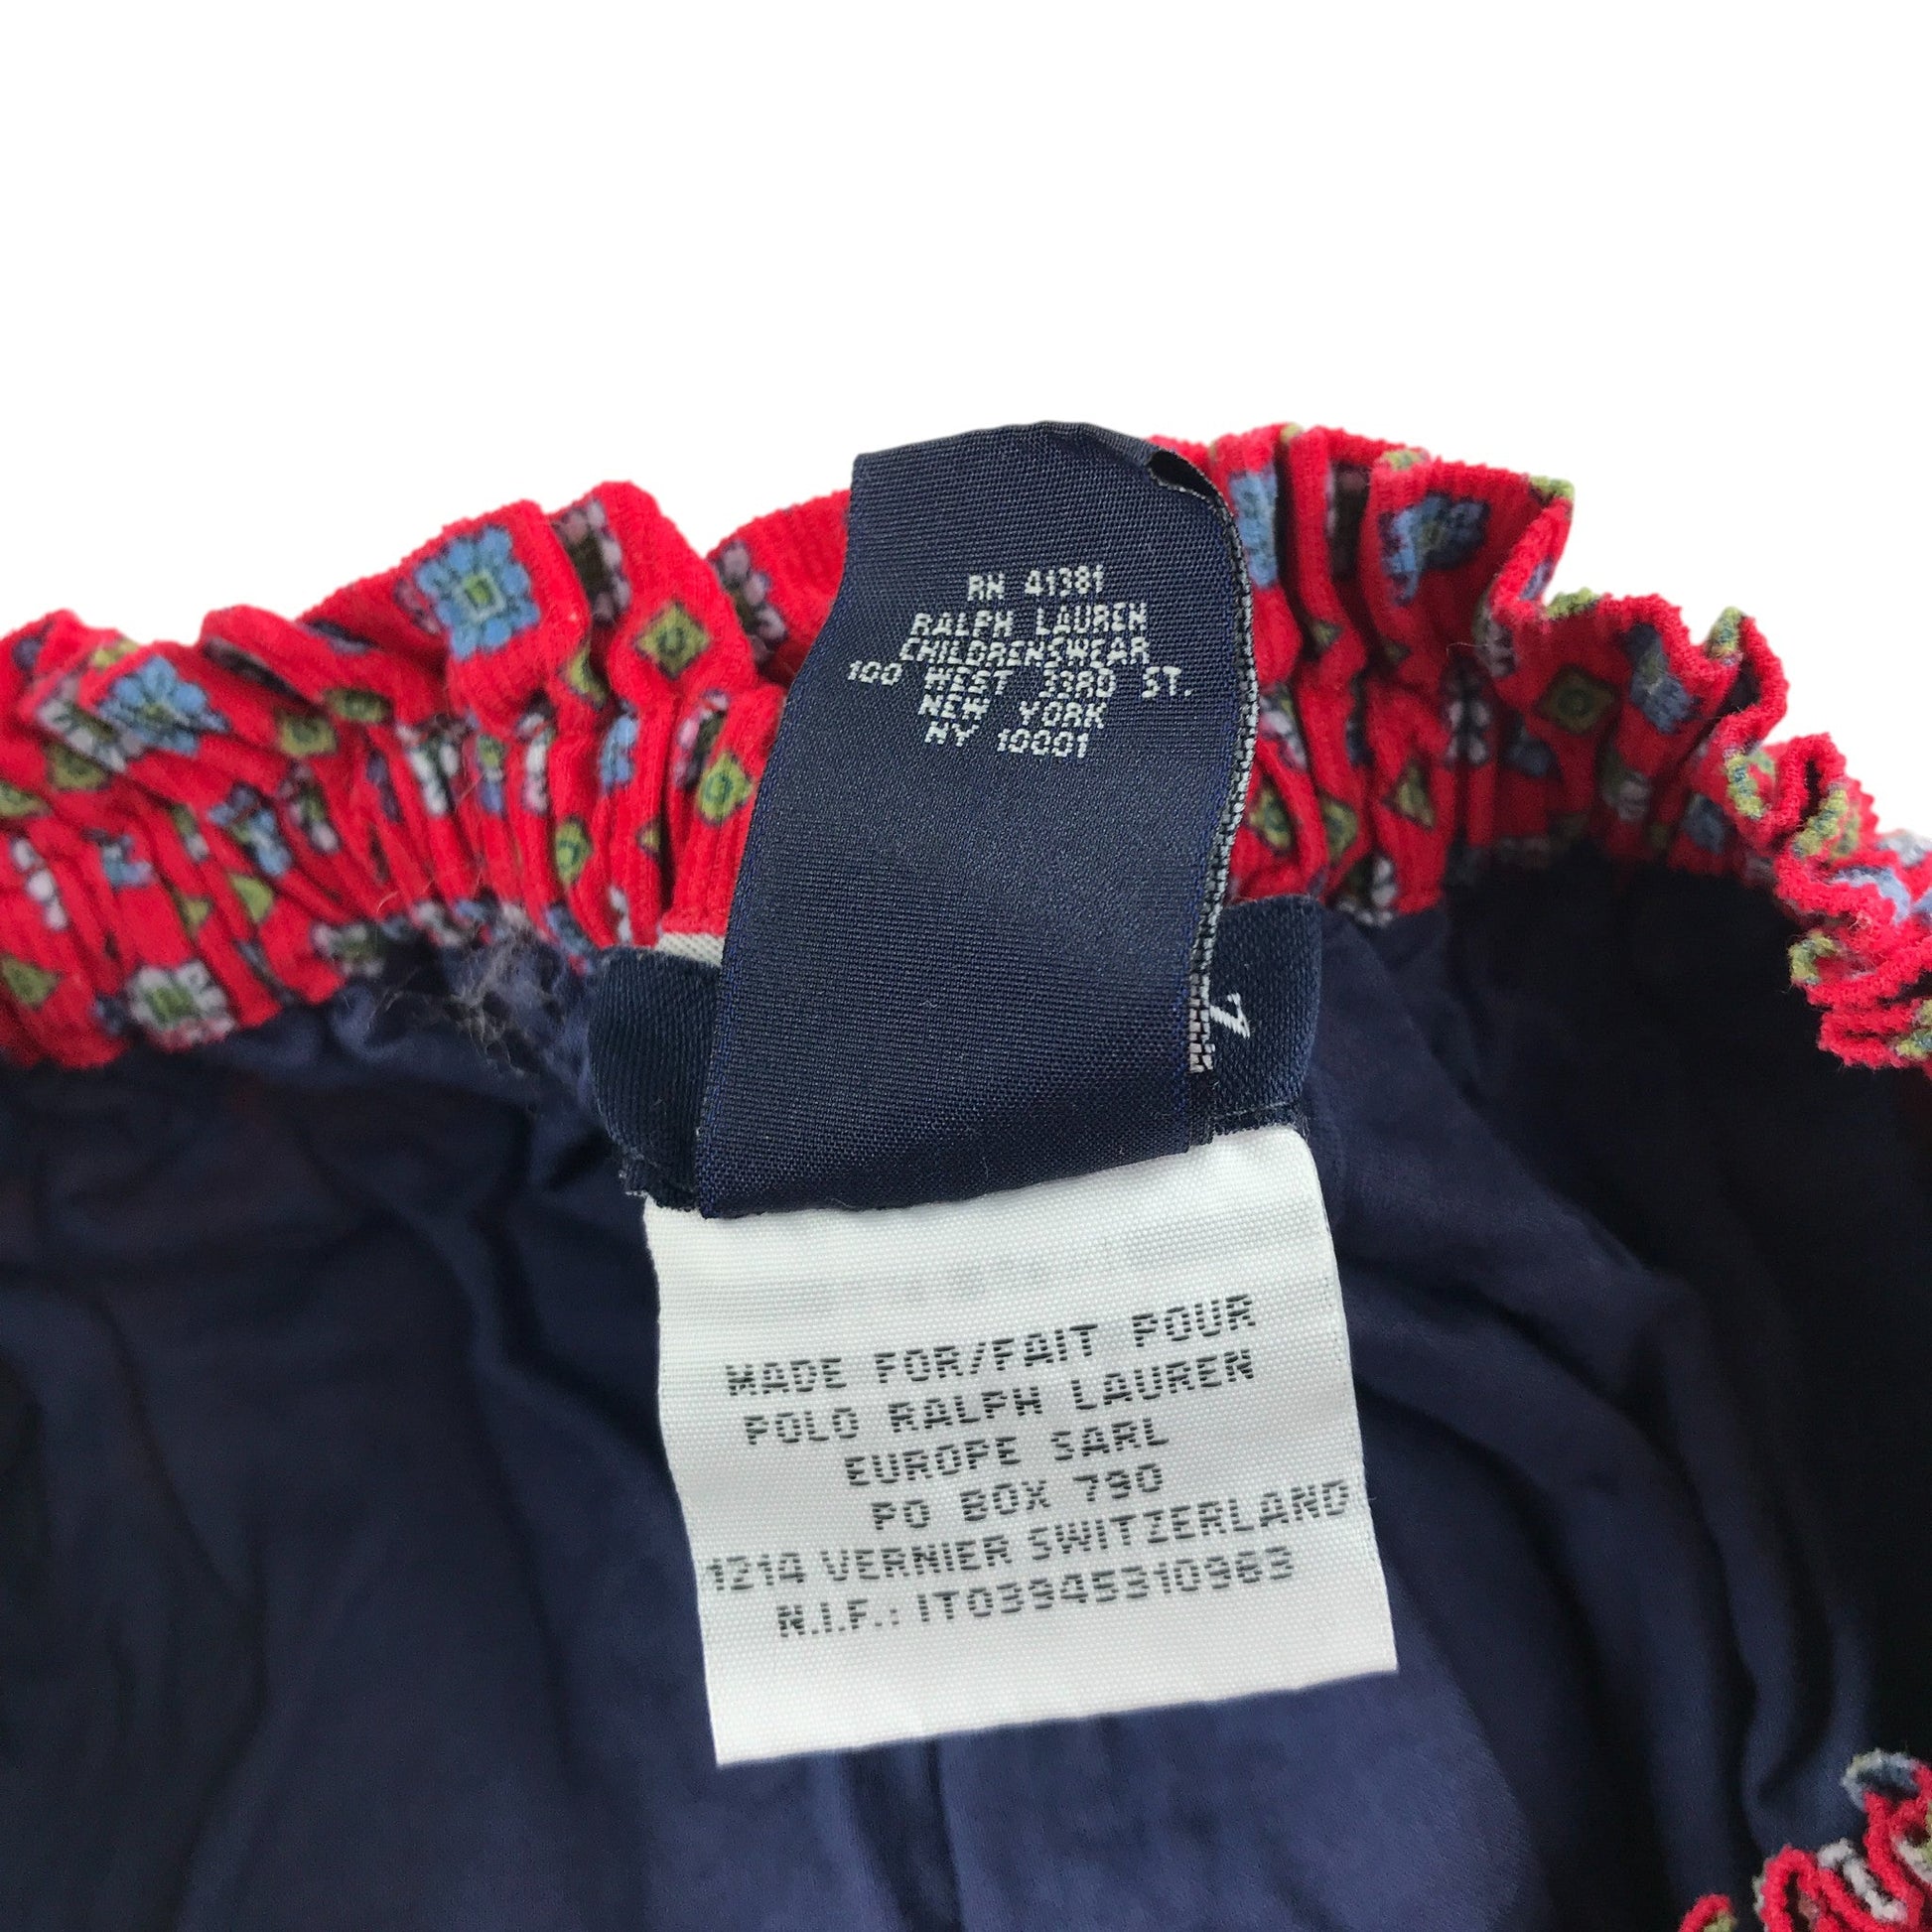 RN 41381
RALPH LAUREN
CHILDRENSWEAR
100 WEST 33RD ST.
NEW YORK
NY 10001
7
MADE FOR/FAIT POUR
POLO RALPH LAUREN
EUROPE SARL
PO BOX 790
1214 VERNIER SWITZERLAND
N.I.F.: IT03945310963